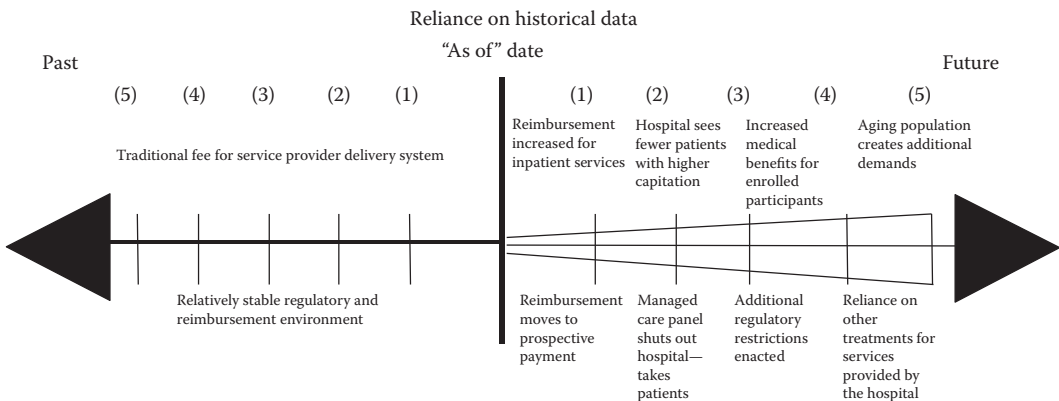 Reliance on historical data
“As of” date
Past
Future
(5) (4) (3) (2) (1)
(1) (2) (3) (4) (5)
Traditional fee for service provider delivery system
Reimbursement
increased for
inpatient services
Hospital sees
fewer patients
with higher
capitation
Increased
medical
benefits for
enrolled
participants
Aging population
creates additional
demands
Relatively stable regulatory and
reimbursement environment
Reimbursement
moves to
prospective
payment
Managed
care panel
shuts out
hospital—
takes
patients
Additional
regulatory
restrictions
enacted
Reliance on
other
treatments for
services
provided by
the hospital